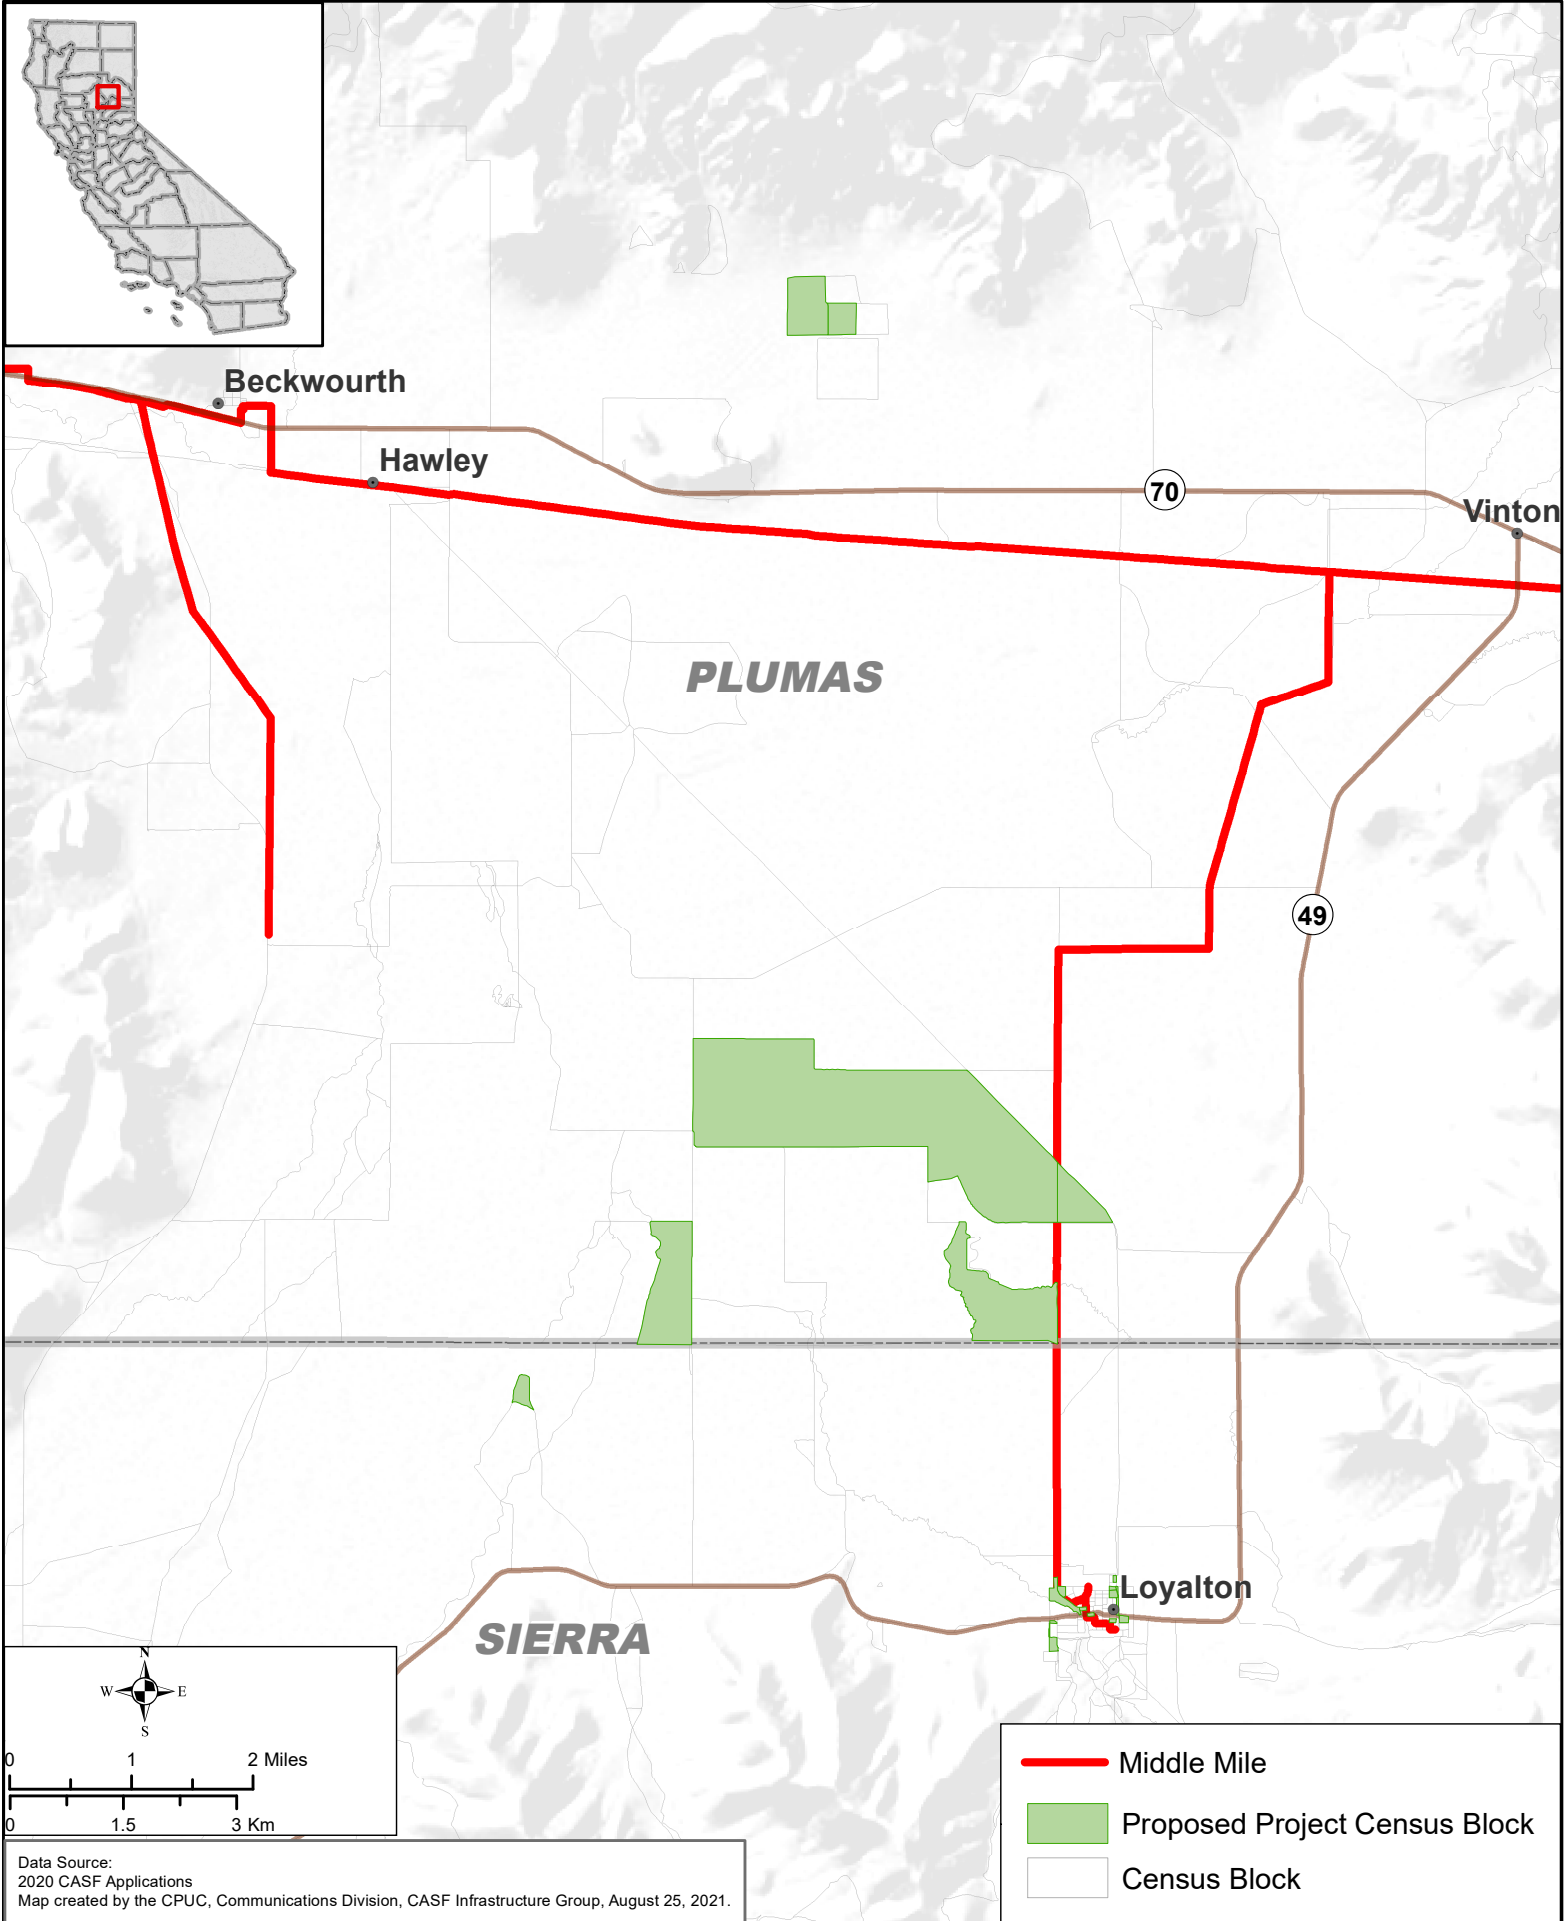 Beckwourth
Hawley
70
Vinton
PLUMAS
49
Loyalton
SIERRA
N
W E
S
0 1 2 Miles
0 1.5 3 Km
Middle Mile
Proposed Project Census Block
Census Block
Data Source:
2020 CASF Applications
Map created by the CPUC, Communications Division, CASF Infrastructure Group, August 25, 2021.